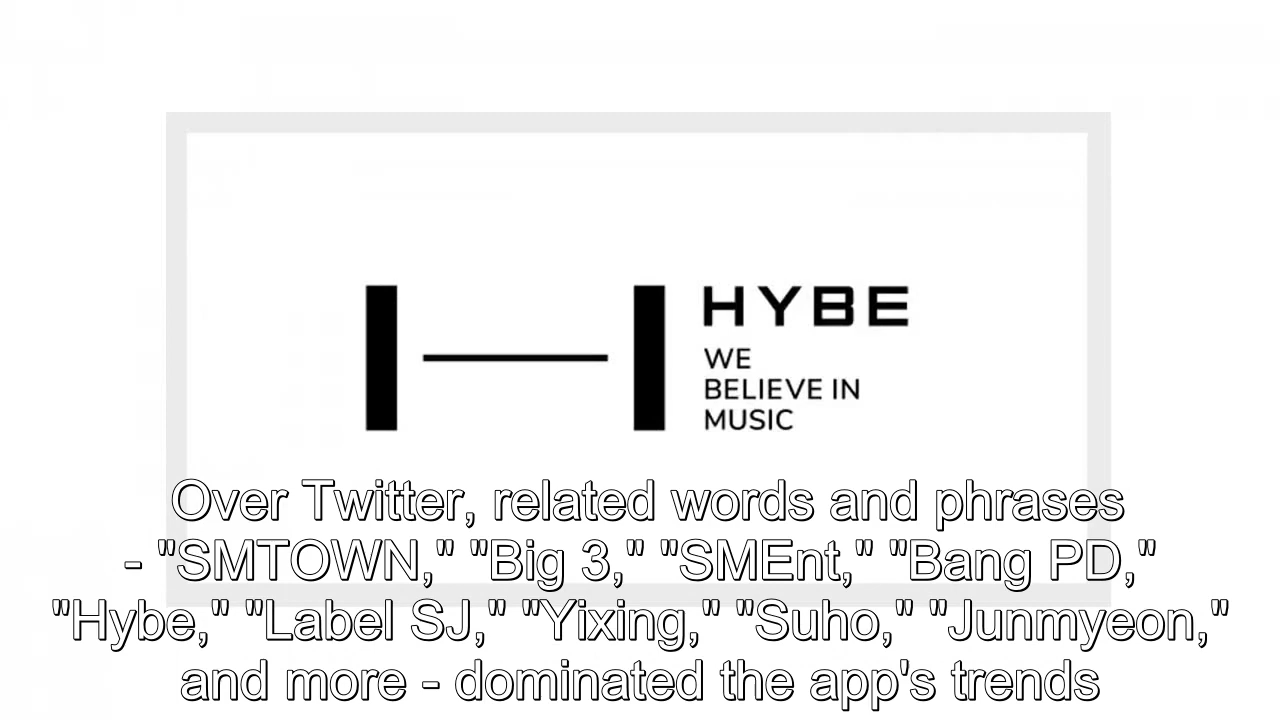 HYBE
WE
BELIEVE IN
MUSIC
Over Twitter, related words and phrases
- "SMTOWN," "Big 3," "SMEnt," "Bang PD,"
"Hybe," "Label SJ," "Yixing," "Suho," "Junmyeon,"
and more - dominated the app's trends